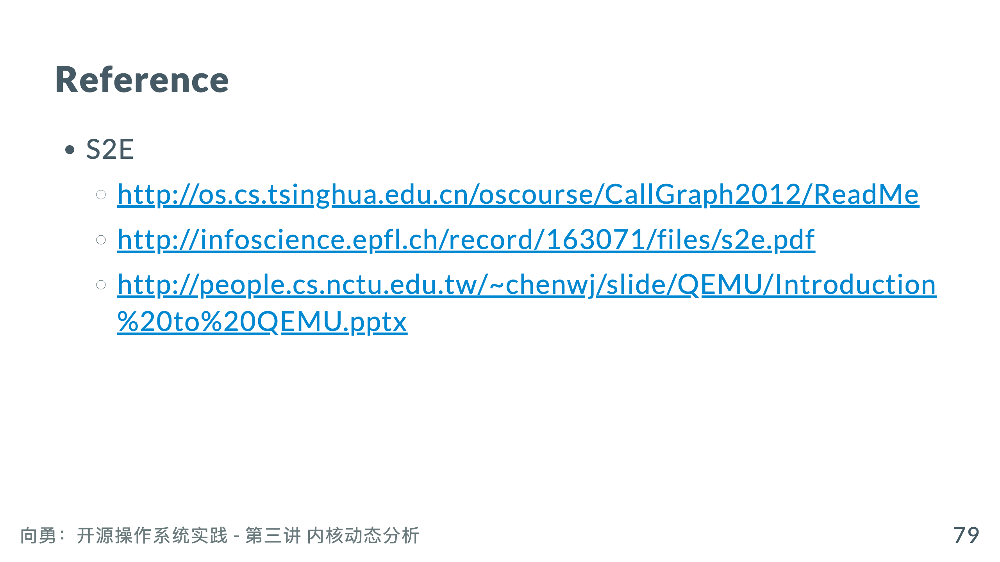 Reference
• S2E
○ http://os.cs.tsinghua.edu.cn/oscourse/CallGraph2012/ReadMe
○ http://infoscience.epfl.ch/record/163071/files/s2e.pdf
○ http://people.cs.nctu.edu.tw/~chenwj/slide/QEMU/Introduction
%20to%20QEMU.pptx
向勇：开源操作系统实践 - 第三讲 内核动态分析
79